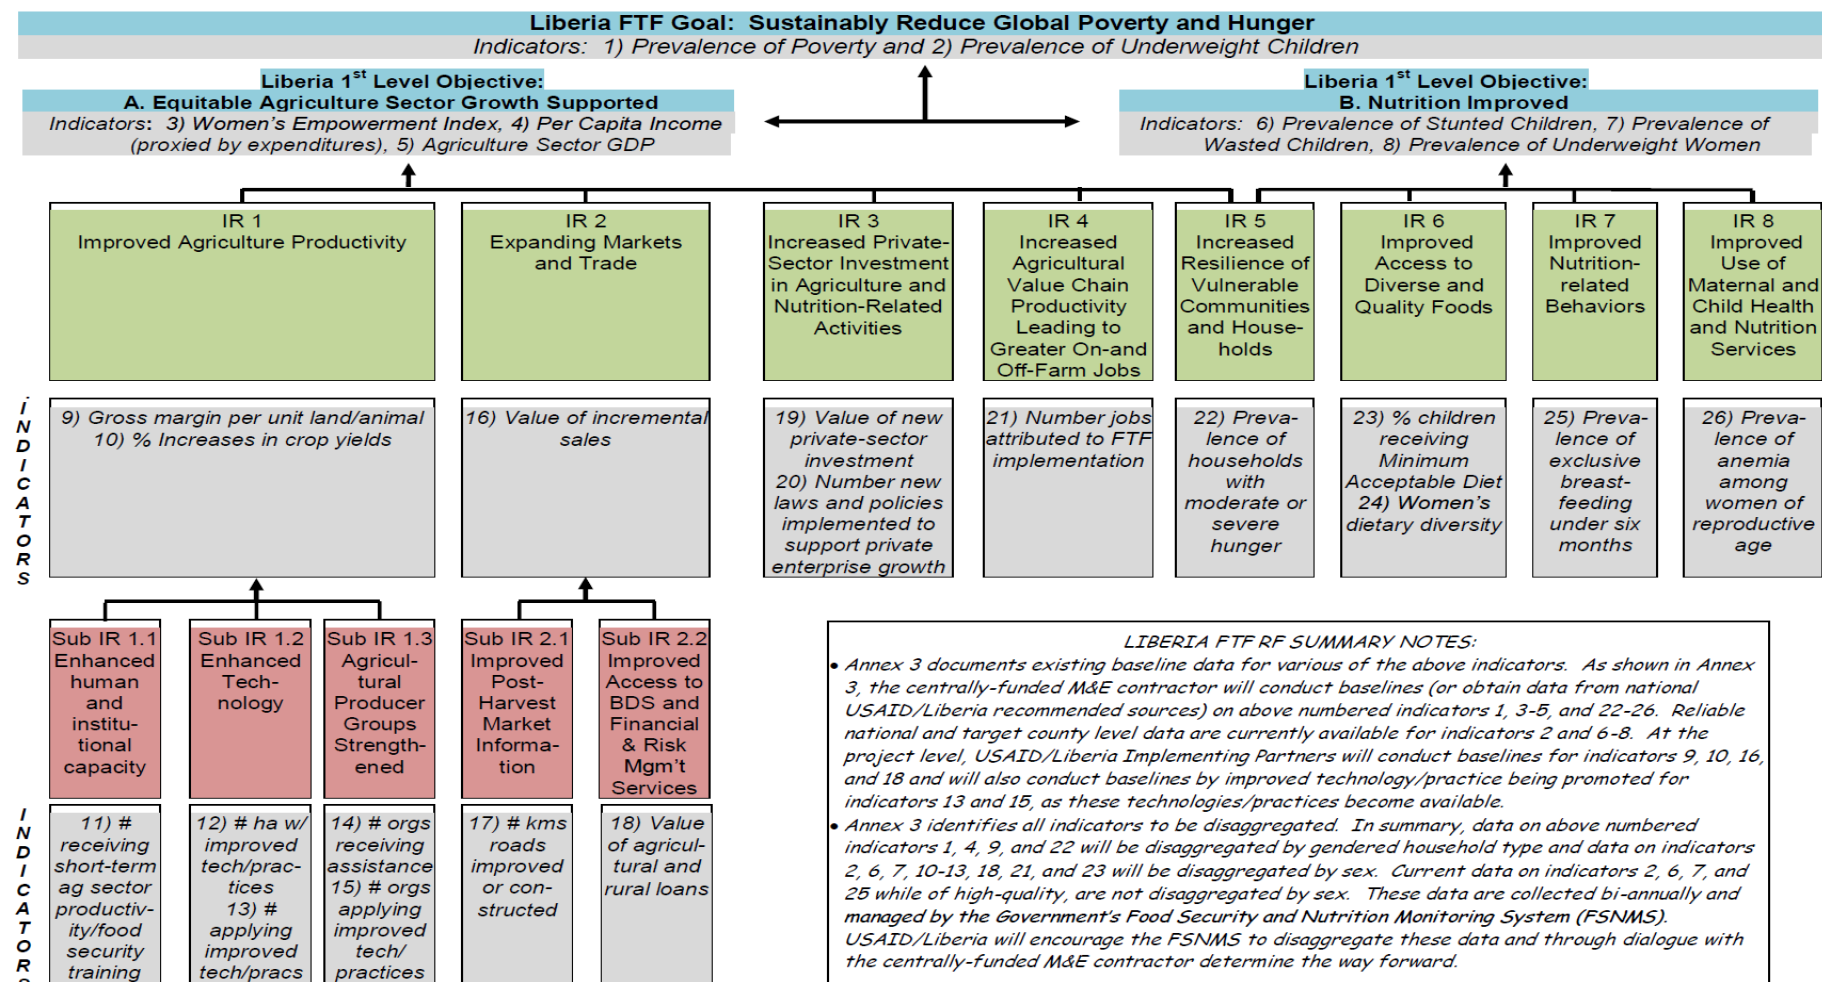 Liberia FTF Goal:  Sustainably Reduce Global Poverty and Hunger
Indicators:  1) Prevalence of Poverty and 2) Prevalence of Underweight Children
Liberia 1st Level Objective:
A. Equitable Agriculture Sector Growth Supported
Indicators:  3) Women's Empowerment Index, 4) Per Capita Income
(proxied by expenditures), 5) Agriculture Sector GDP
Liberia 1st Level Objective:
B. Nutrition Improved
Indicators:  6) Prevalence of Stunted Children, 7) Prevalence of
Wasted Children, 8) Prevalence of Underweight Women
IR 1
Improved Agriculture Productivity
IR 2
Expanding Markets
and Trade
IR 3
Increased Private-
Sector Investment
in Agriculture and
Nutrition-Related
Activities
IR 4
Increased
Agricultural
Value Chain
Productivity
Leading to
Greater On-and
Off-Farm Jobs
IR 5
Increased
Resilience of
Vulnerable
Communities
and House-
holds
IR 6
Improved
Access to
Diverse and
Quality Foods
IR 7
Improved
Nutrition-
related
Behaviors
IR 8
Improved
Use of
Maternal and
Child Health
and Nutrition
Services
INDICATORS
9) Gross margin per unit land/animal
10) % Increases in crop yields
16) Value of incremental
sales
19) Value of new
private-sector
investment
20) Number new
laws and policies
implemented to
support private
enterprise growth
21) Number jobs
attributed to FTF
implementation
22) Preva-
lence of
households
with
moderate or
severe
hunger
23) % children
receiving
Minimum
Acceptable Diet
24) Women's
dietary diversity
25) Preva-
lence of
exclusive
breast-
feeding
under six
months
26) Preva-
lence of
anemia
among
women of
reproductive
age
Sub IR 1.1
Enhanced
human
and
institu-
tional
capacity
Sub IR 1.2
Enhanced
Tech-
nology
Sub IR 1.3
Agricul-
tural
Producer
Groups
Strength-
ened
Sub IR 2.1
Improved
Post-
Harvest
Market
Informa-
tion
Sub IR 2.2
Improved
Access to
BDS and
Financial
& Risk
Mgm't
Services
INDICATORS
11) #
receiving
short-term
ag sector
productiv-
ity/food
security
training
12) # ha w/
improved
tech/prac-
tices
13) #
applying
improved
tech/pracs
14) # orgs
receiving
assistance
15) # orgs
applying
improved
tech/
practices
17) # kms
roads
improved
or con-
structed
18) Value
of agricul-
tural and
rural loans
LIBERIA FTF RF SUMMARY NOTES:
• Annex 3 documents existing baseline data for various of the above indicators.  As shown in Annex
3, the centrally-funded M&E contractor will conduct baselines (or obtain data from national
USAID/Liberia recommended sources) on above numbered indicators 1, 3-5, and 22-26.  Reliable
national and target county level data are currently available for indicators 2 and 6-8.  At the
project level, USAID/Liberia Implementing Partners will conduct baselines for indicators 9, 10, 16,
and 18 and will also conduct baselines by improved technology/practice being promoted for
indicators 13 and 15, as these technologies/practices become available.
• Annex 3 identifies all indicators to be disaggregated.  In summary, data on above numbered
indicators 1, 4, 9, and 22 will be disaggregated by gendered household type and data on indicators
2, 6, 7, 10-13, 18, 21, and 23 will be disaggregated by sex.  Current data on indicators 2, 6, 7, and
25 while of high-quality, are not disaggregated by sex.  These data are collected bi-annually and
managed by the Government's Food Security and Nutrition Monitoring System (FSNMS).
USAID/Liberia will encourage the FSNMS to disaggregate these data and through dialogue with
the centrally-funded M&E contractor determine the way forward.